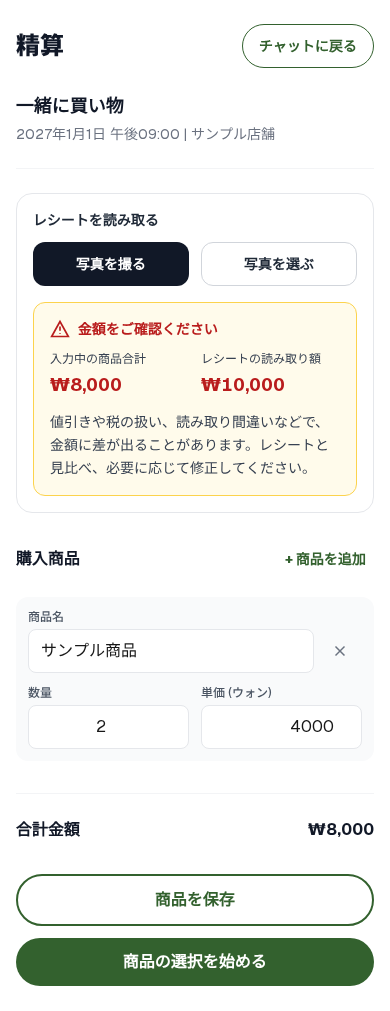 精算
チャットに戻る
一緒に買い物
2027年1月1日 午後09:00 | サンプル店舗
レシートを読み取る
写真を撮る
写真を選ぶ
金額をご確認ください
入力中の商品合計
レシートの読み取り額
₩8,000
₩10,000
値引きや税の扱い、読み取り間違いなどで、
金額に差が出ることがあります。レシートと
見比べ、必要に応じて修正してください。
購入商品
+ 商品を追加
商品名
サンプル商品
×
数量
単価 (ウォン)
2
4000
合計金額
₩8,000
商品を保存
商品の選択を始める